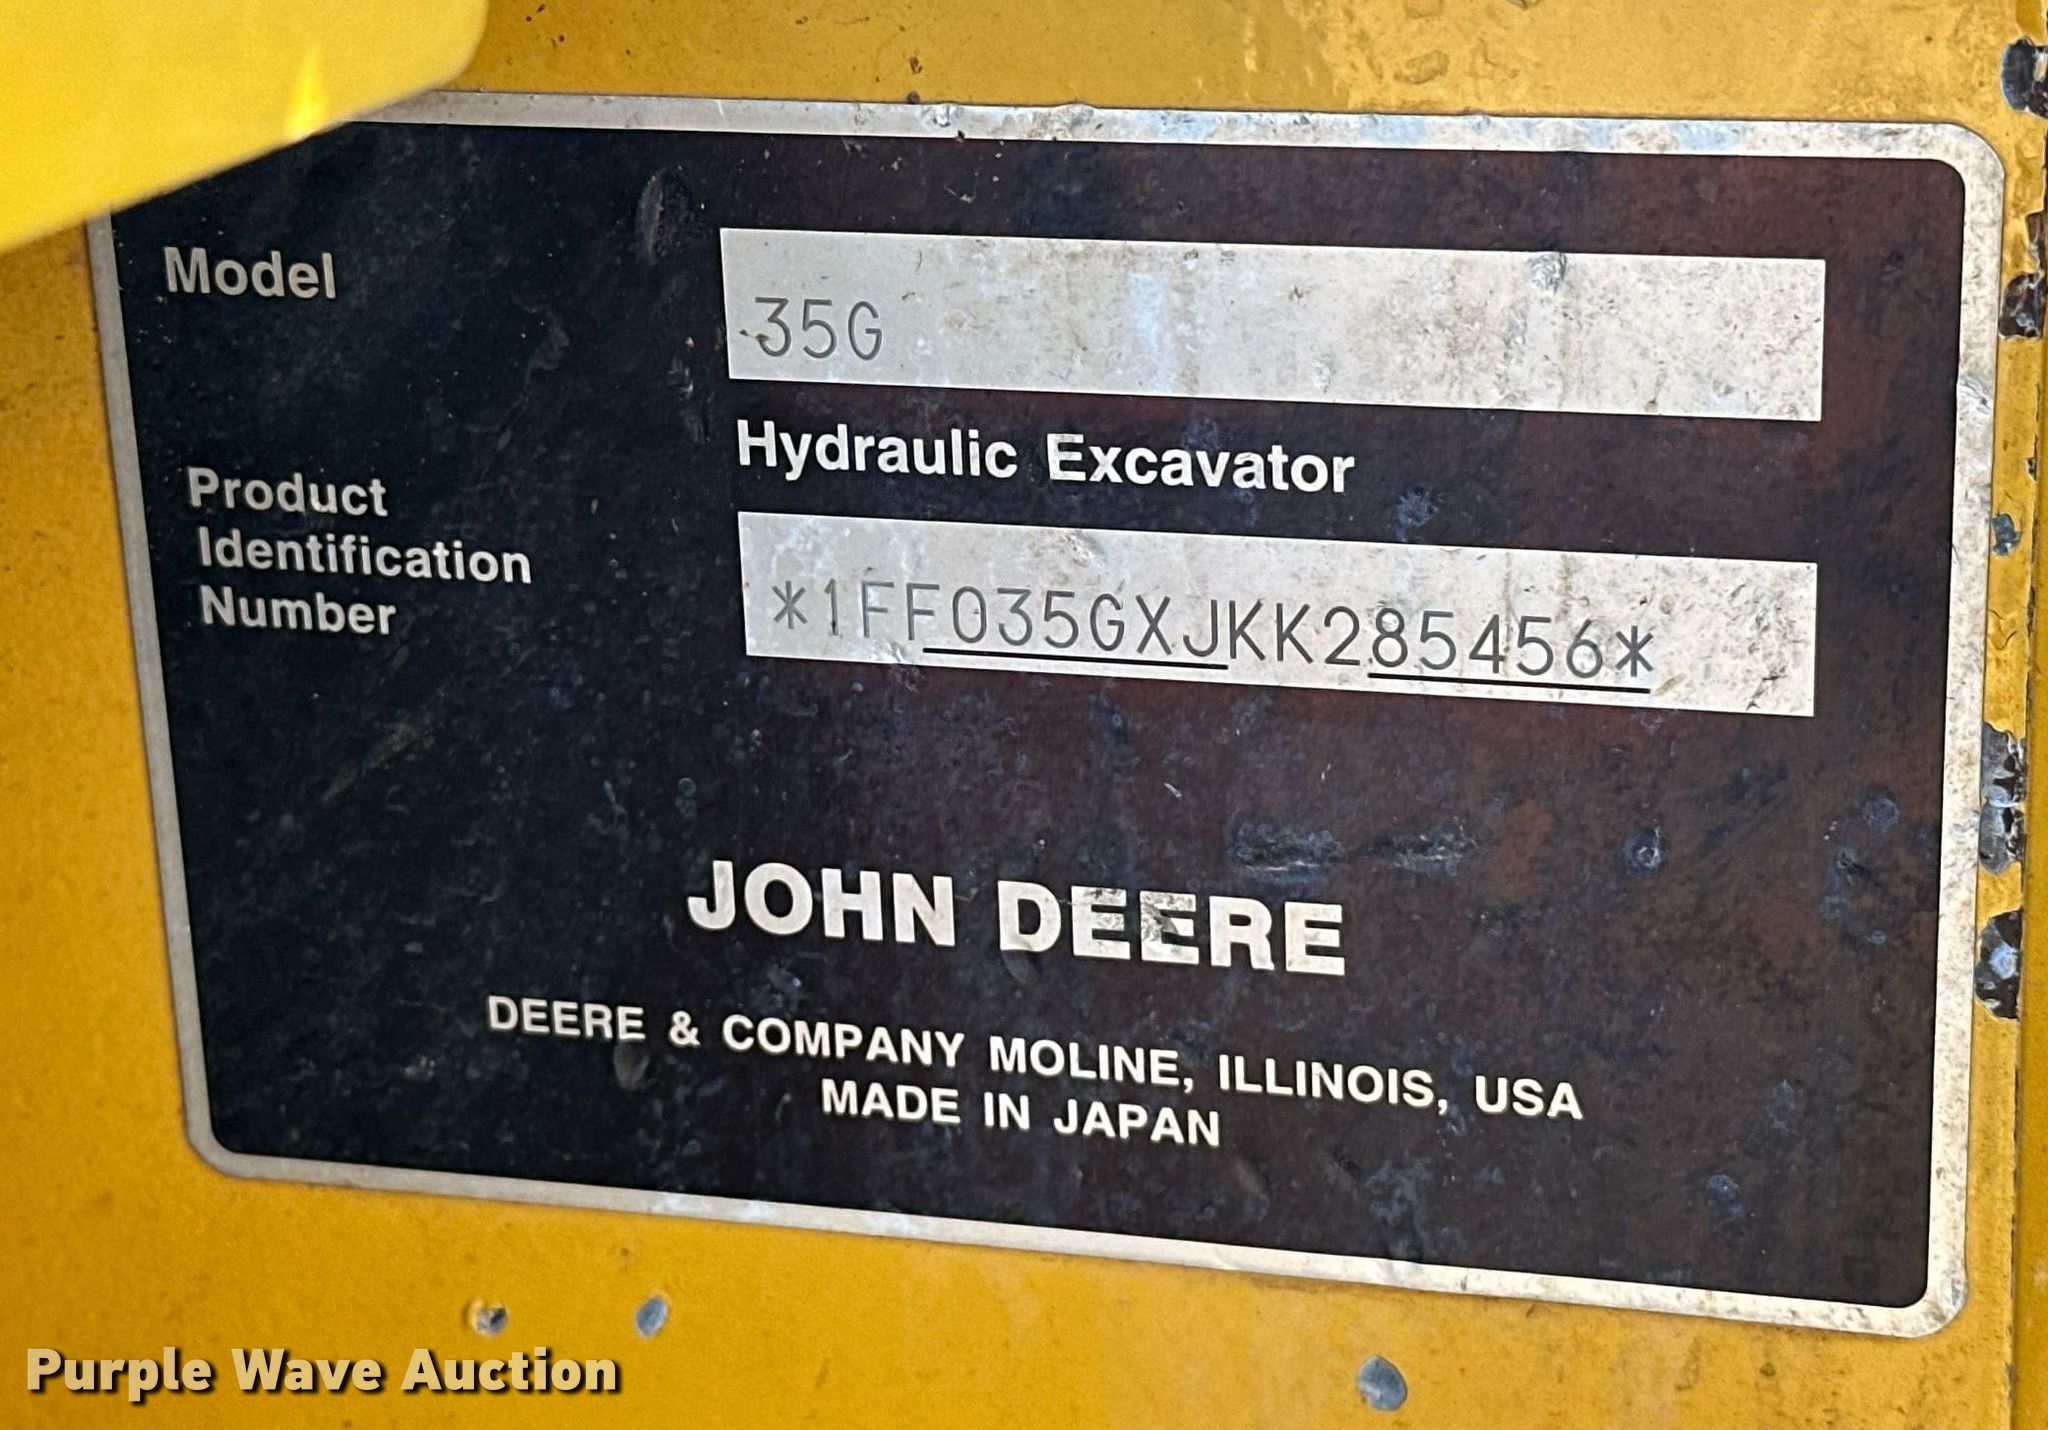 Model
35G
Hydraulic Excavator
Product
Identification
Number
*1FF035GXJKK285456*
JOHN DEERE
DEERE & COMPANY MOLINE, ILLINOIS, USA
MADE IN JAPAN
Purple Wave Auction